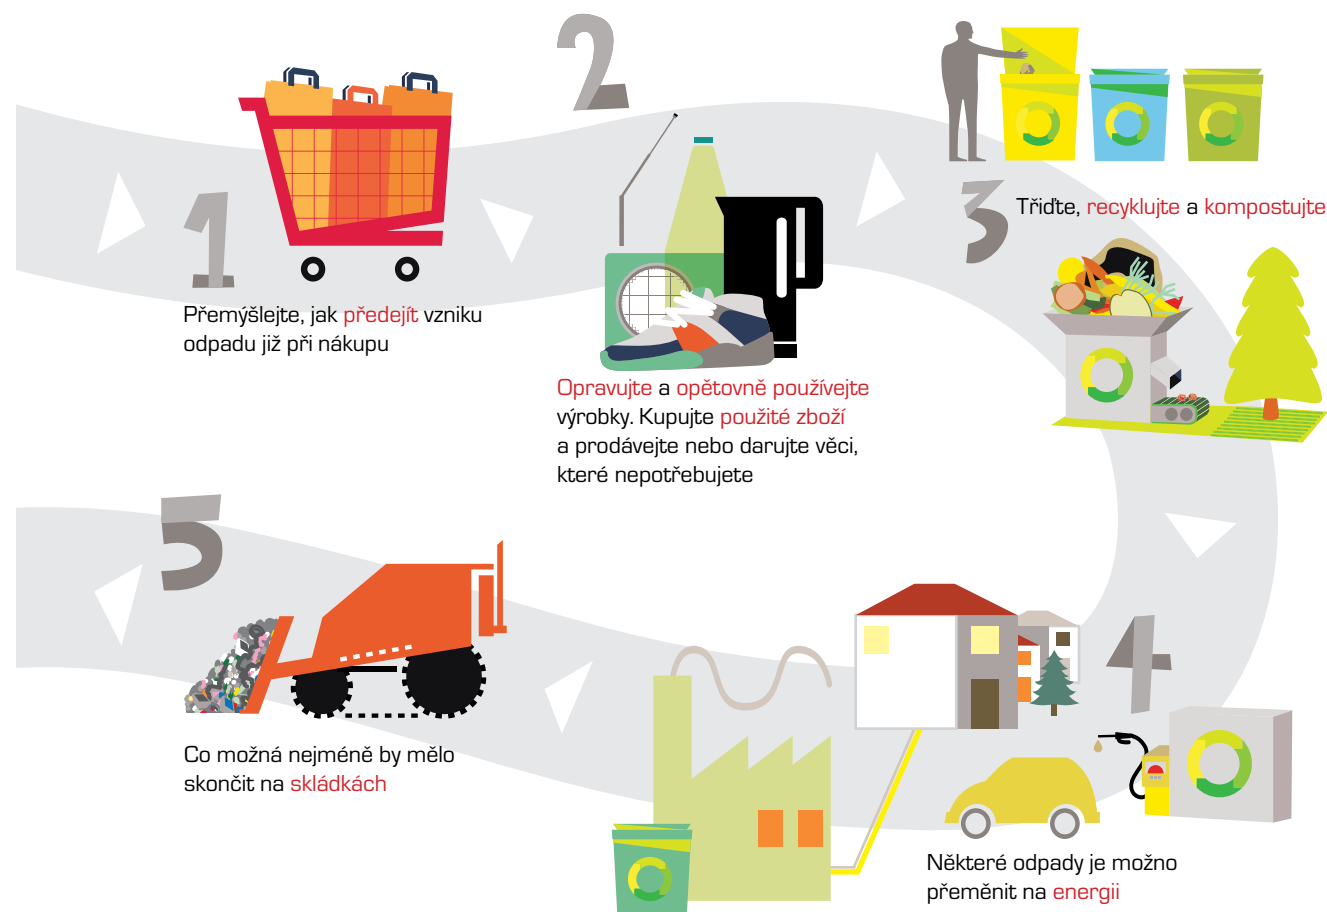 1
Přemýšlejte, jak předejít vzniku
odpadu již při nákupu
2
Opravujte a opětovně používejte
výrobky. Kupujte použité zboží
a prodávejte nebo darujte věci,
které nepotřebujete
3
Třiďte, recyklujte a kompostujte
4
Některé odpady je možno
přeměnit na energii
5
Co možná nejméně by mělo
skončit na skládkách